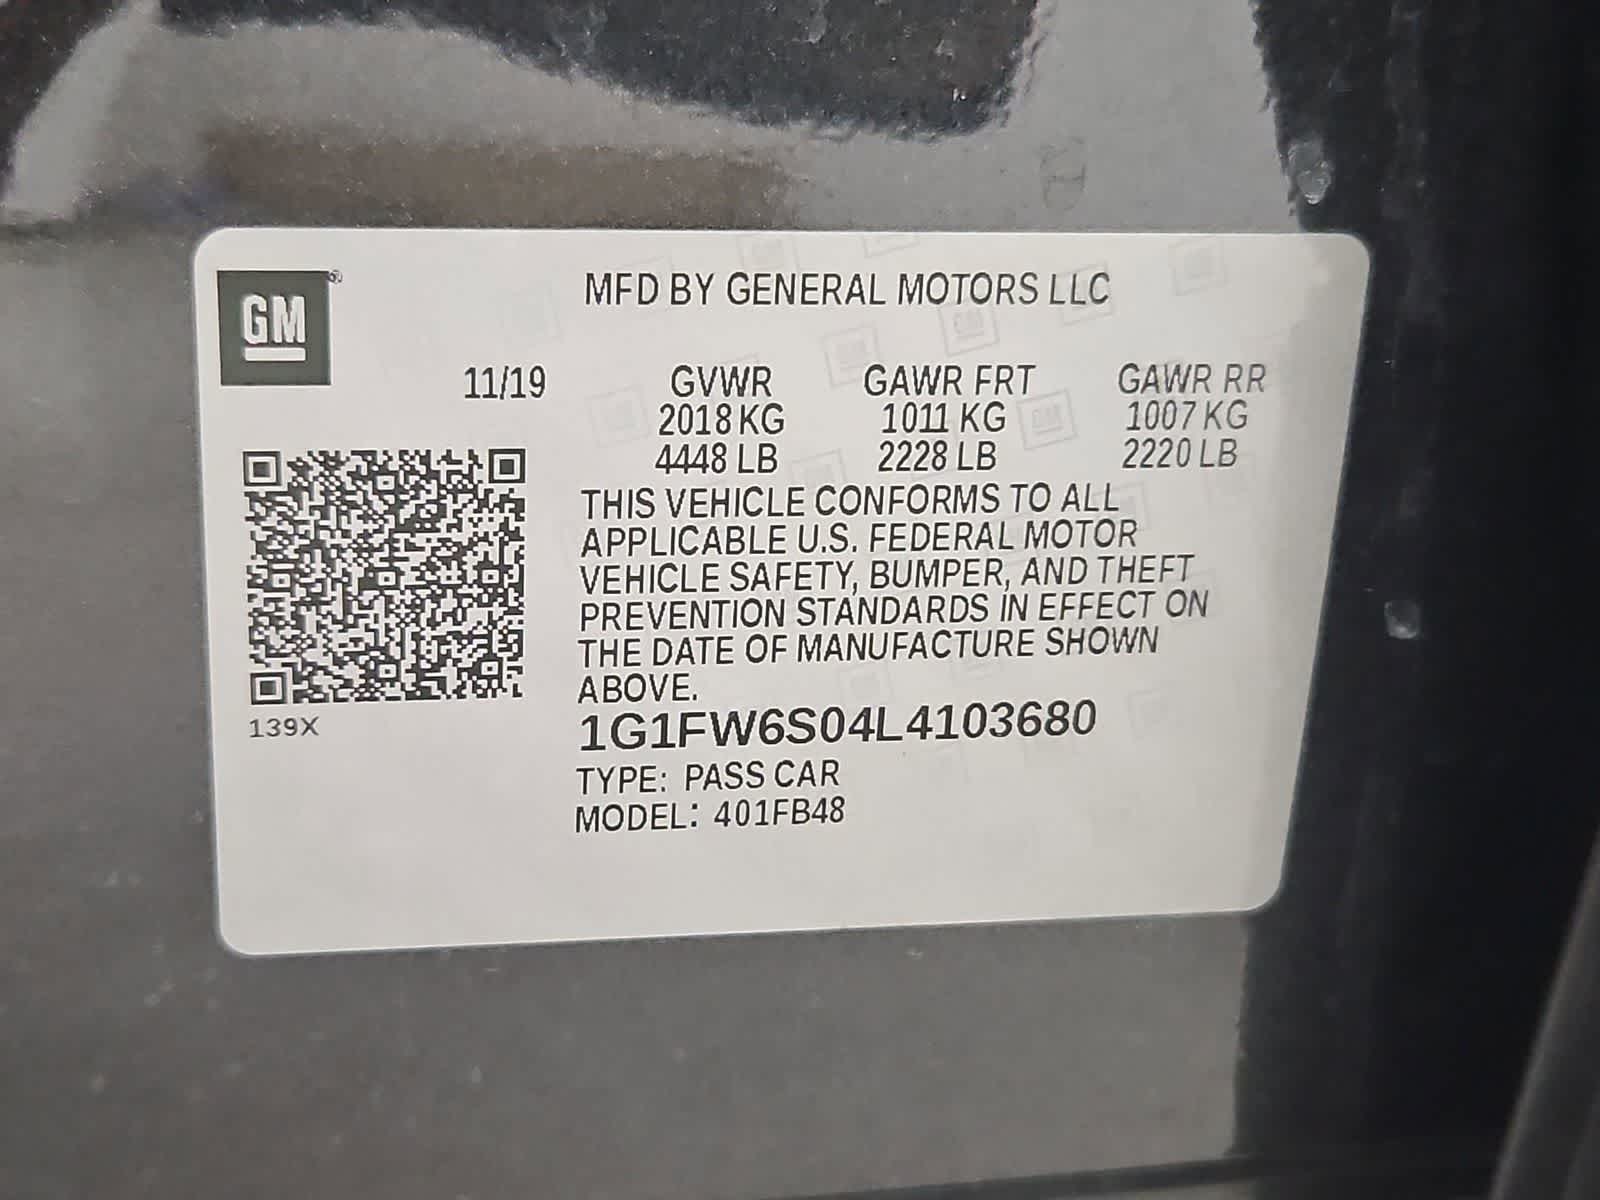 GM ®
MFD BY GENERAL MOTORS LLC
11/19 GVWR GAWR FRT GAWR RR
2018 KG 1011 KG 1007 KG
4448 LB 2228 LB 2220 LB
THIS VEHICLE CONFORMS TO ALL
APPLICABLE U.S. FEDERAL MOTOR
VEHICLE SAFETY, BUMPER, AND THEFT
PREVENTION STANDARDS IN EFFECT ON
THE DATE OF MANUFACTURE SHOWN
ABOVE.
139X
1G1FW6S04L4103680
TYPE: PASS CAR
MODEL: 401FB48